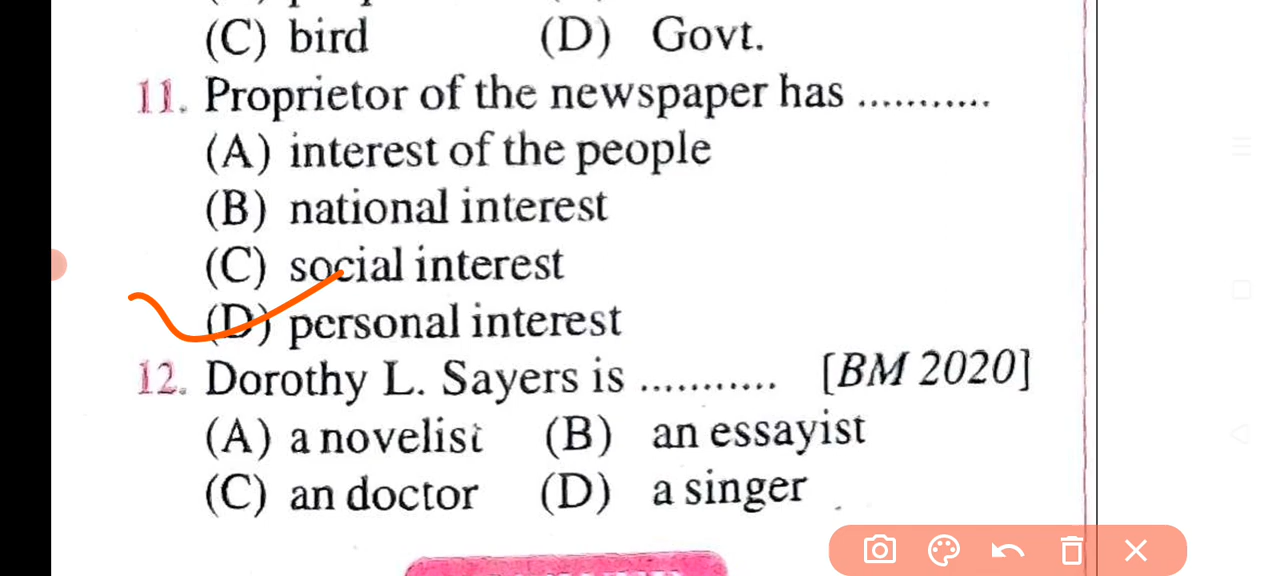 (C) bird (D) Govt.
11. Proprietor of the newspaper has ............
(A) interest of the people
(B) national interest
(C) social interest
(D) personal interest
12. Dorothy L. Sayers is ............ [BM 2020]
(A) a novelist (B) an essayist
(C) an doctor (D) a singer